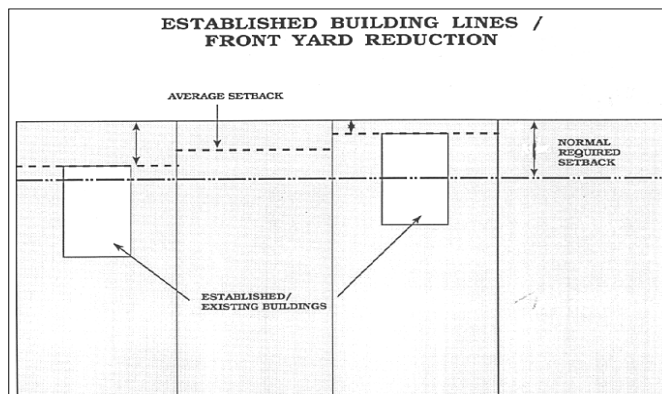 ESTABLISHED BUILDING LINES /
FRONT YARD REDUCTION
AVERAGE SETBACK
NORMAL
REQUIRED
SETBACK
ESTABLISHED/
EXISTING BUILDINGS